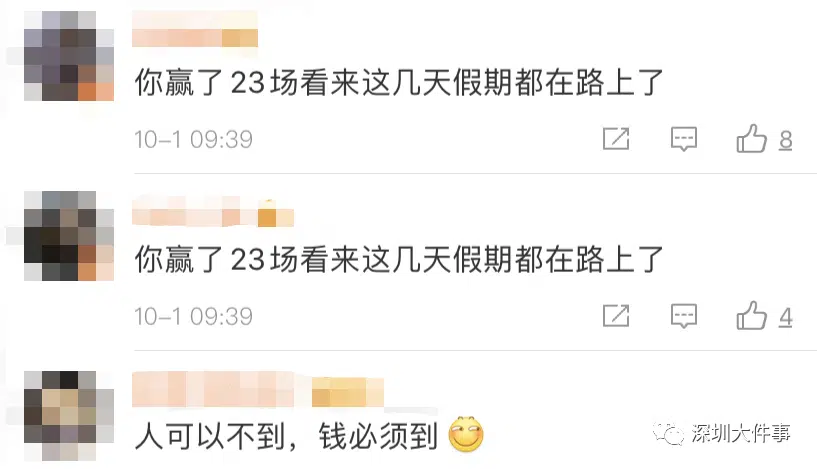 你赢了23场看来这几天假期都在路上了
10-1 09:39
8
你赢了23场看来这几天假期都在路上了
10-1 09:39
4
人可以不到，钱必须到
深圳大件事